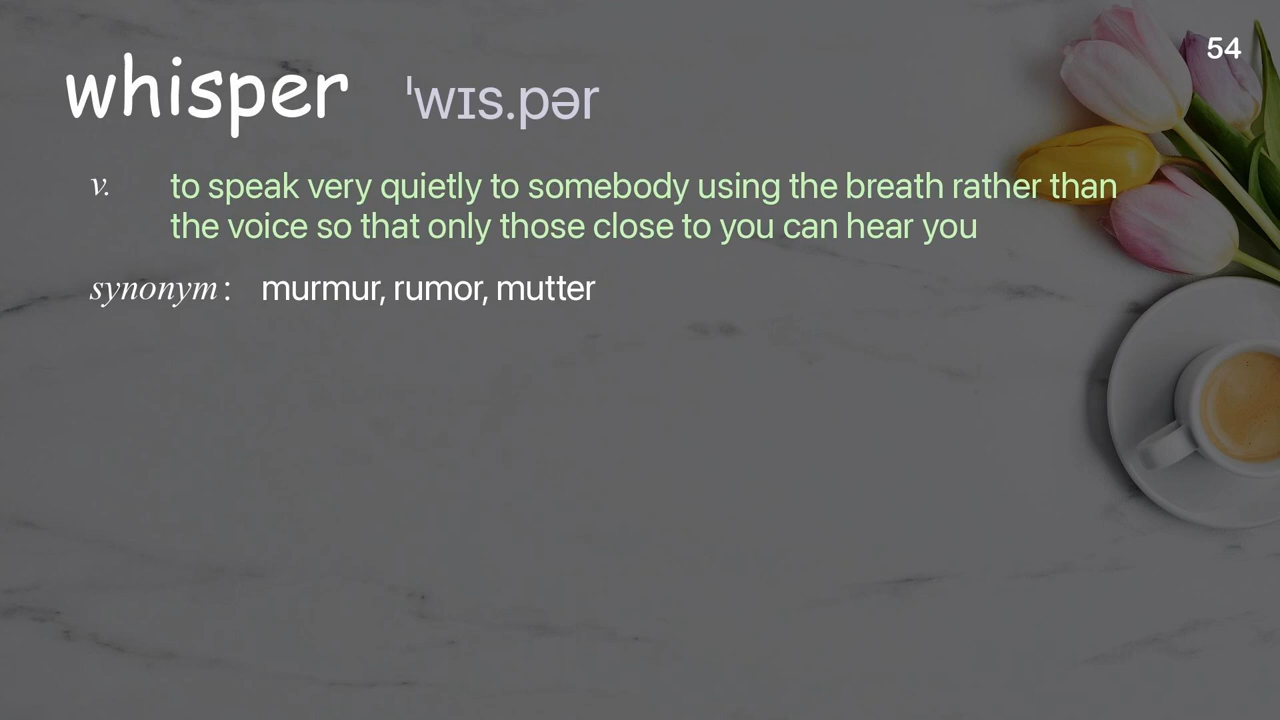 54
whisper ˈwɪs.pər
v. to speak very quietly to somebody using the breath rather than
the voice so that only those close to you can hear you
synonym : murmur, rumor, mutter